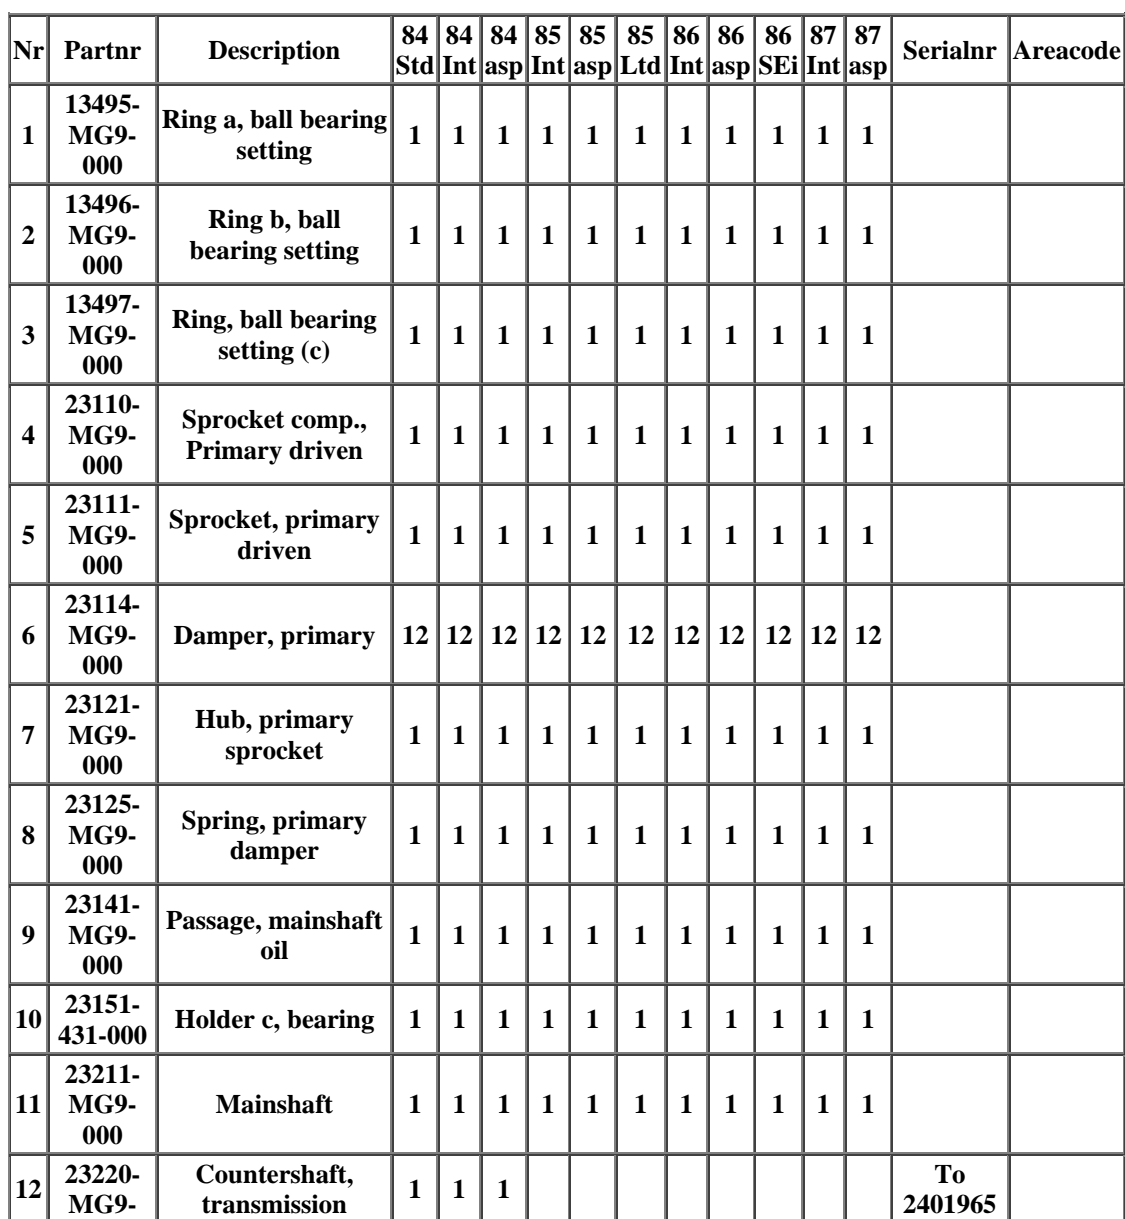 Nr Partnr Description 84 Std 84 Int 84 asp 85 Int 85 asp 85 Ltd 86 Int 86 asp 86 SEi 87 Int 87 asp Serialnr Areacode
1 13495-MG9-000 Ring a, ball bearing setting 1 1 1 1 1 1 1 1 1 1 1
2 13496-MG9-000 Ring b, ball bearing setting 1 1 1 1 1 1 1 1 1 1 1
3 13497-MG9-000 Ring, ball bearing setting (c) 1 1 1 1 1 1 1 1 1 1 1
4 23110-MG9-000 Sprocket comp., Primary driven 1 1 1 1 1 1 1 1 1 1 1
5 23111-MG9-000 Sprocket, primary driven 1 1 1 1 1 1 1 1 1 1 1
6 23114-MG9-000 Damper, primary 12 12 12 12 12 12 12 12 12 12 12
7 23121-MG9-000 Hub, primary sprocket 1 1 1 1 1 1 1 1 1 1 1
8 23125-MG9-000 Spring, primary damper 1 1 1 1 1 1 1 1 1 1 1
9 23141-MG9-000 Passage, mainshaft oil 1 1 1 1 1 1 1 1 1 1 1
10 23151-431-000 Holder c, bearing 1 1 1 1 1 1 1 1 1 1 1
11 23211-MG9-000 Mainshaft 1 1 1 1 1 1 1 1 1 1 1
12 23220-MG9- Countershaft, transmission 1 1 1 To 2401965